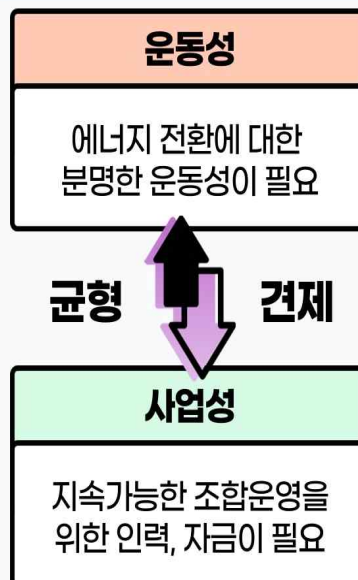 운동성
에너지 전환에 대한
분명한 운동성이 필요
균형 견제
사업성
지속가능한 조합운영을
위한 인력, 자금이 필요